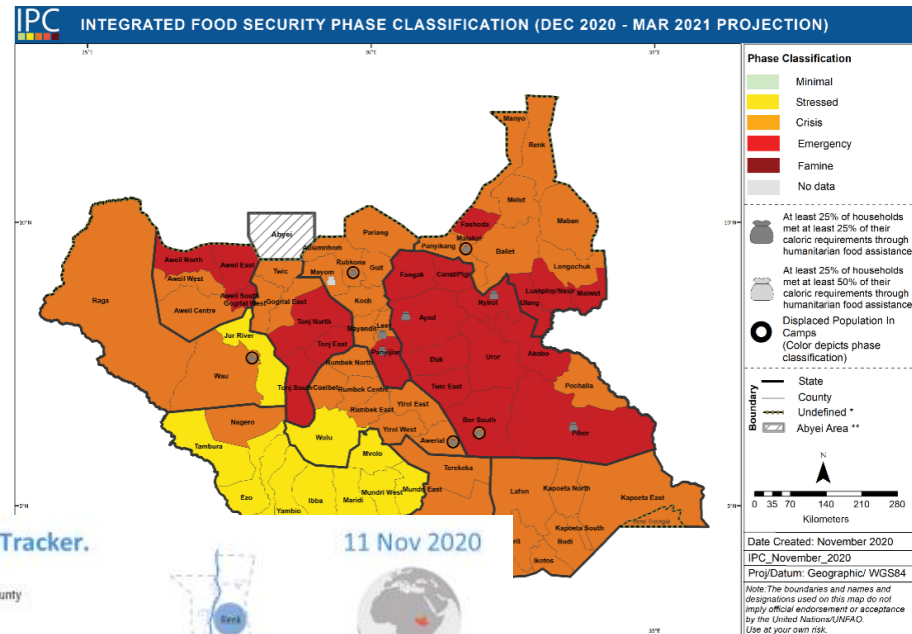 IPC
INTEGRATED FOOD SECURITY PHASE CLASSIFICATION (DEC 2020 - MAR 2021 PROJECTION)
25°E
30°E
35°E
10°N
10°N
5°N
35°E
Manyo
Renk
Melut
Maban
Fashoda
Malakal
Panyikang
Baliet
Longochuk
Luakpiny/Nasir
Maiwut
Ulang
Nyirol
Canal/Pigi
Fangak
Pariang
Abyei
Abiemnhom
Rubkona
Mayom
Guit
Koch
Twic
Gogrial East
Gogrial West
Aweil North
Aweil East
Aweil West
Aweil South
Aweil Centre
Raga
Jur River
Wau
Tonj North
Tonj East
Tonj South
Mayendit
Leer
Panyijiar
Rumbek North
Cueibet
Rumbek Centre
Rumbek East
Yirol East
Yirol West
Awerial
Wulu
Mvolo
Ayod
Duk
Uror
Akobo
Twic East
Bor South
Pochalla
Pibor
Nagero
Tambura
Ezo
Yambio
Ibba
Maridi
Mundri West
Mundri East
Terekeka
Lafon
Kapoeta North
Kapoeta East
Kapoeta South
Budi
Ikotos
Phase Classification
Minimal
Stressed
Crisis
Emergency
Famine
No data
At least 25% of households
met at least 25% of their
caloric requirements through
humanitarian food assistance
At least 25% of households
met at least 50% of their
caloric requirements through
humanitarian food assistance
Displaced Population In
Camps
(Color depicts phase
classification)
Boundary
State
County
Undefined *
Abyei Area **
N
0 35 70 140 210 280
Kilometers
Date Created: November 2020
IPC_November_2020
Proj/Datum: Geographic/ WGS84
Note:The boundaries and names and
designations used on this map do not
imply official endorsement or acceptance
by the United Nations/UNFAO.
Use at your own risk.
Tracker.
11 Nov 2020
unty
Renk